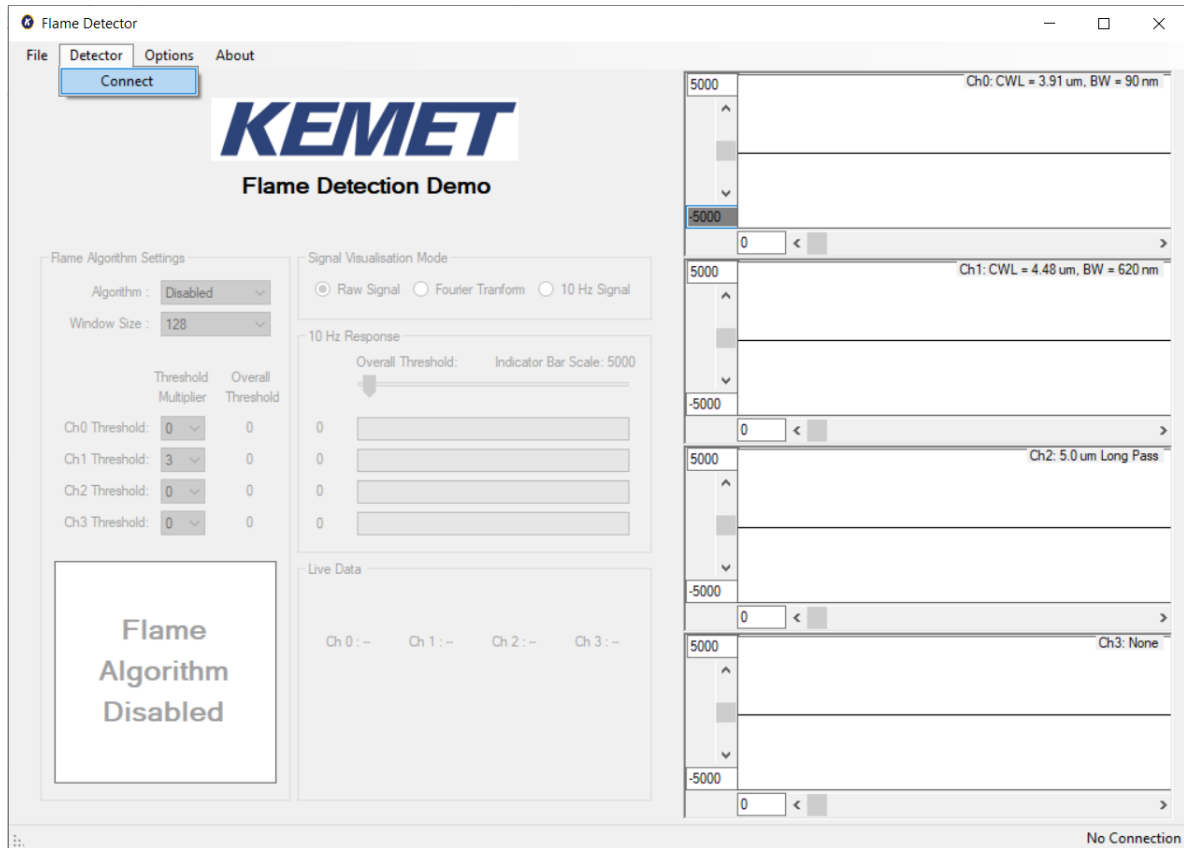 Flame Detector
File Detector Options About
Connect
KEMET
Flame Detection Demo
Flame Algorithm Settings
Algorithm : Disabled
Window Size : 128
Threshold Multiplier Overall Threshold
Ch0 Threshold: 0 0
Ch1 Threshold: 3 0
Ch2 Threshold: 0 0
Ch3 Threshold: 0 0
Flame
Algorithm
Disabled
Signal Visualisation Mode
Raw Signal Fourier Tranform 10 Hz Signal
10 Hz Response
Overall Threshold: Indicator Bar Scale: 5000
0
0
0
0
Live Data
Ch 0 : -- Ch 1 : -- Ch 2 : -- Ch 3 : --
5000 Ch0: CWL = 3.91 um, BW = 90 nm
-5000
0
5000 Ch1: CWL = 4.48 um, BW = 620 nm
-5000
0
5000 Ch2: 5.0 um Long Pass
-5000
0
5000 Ch3: None
-5000
0
No Connection